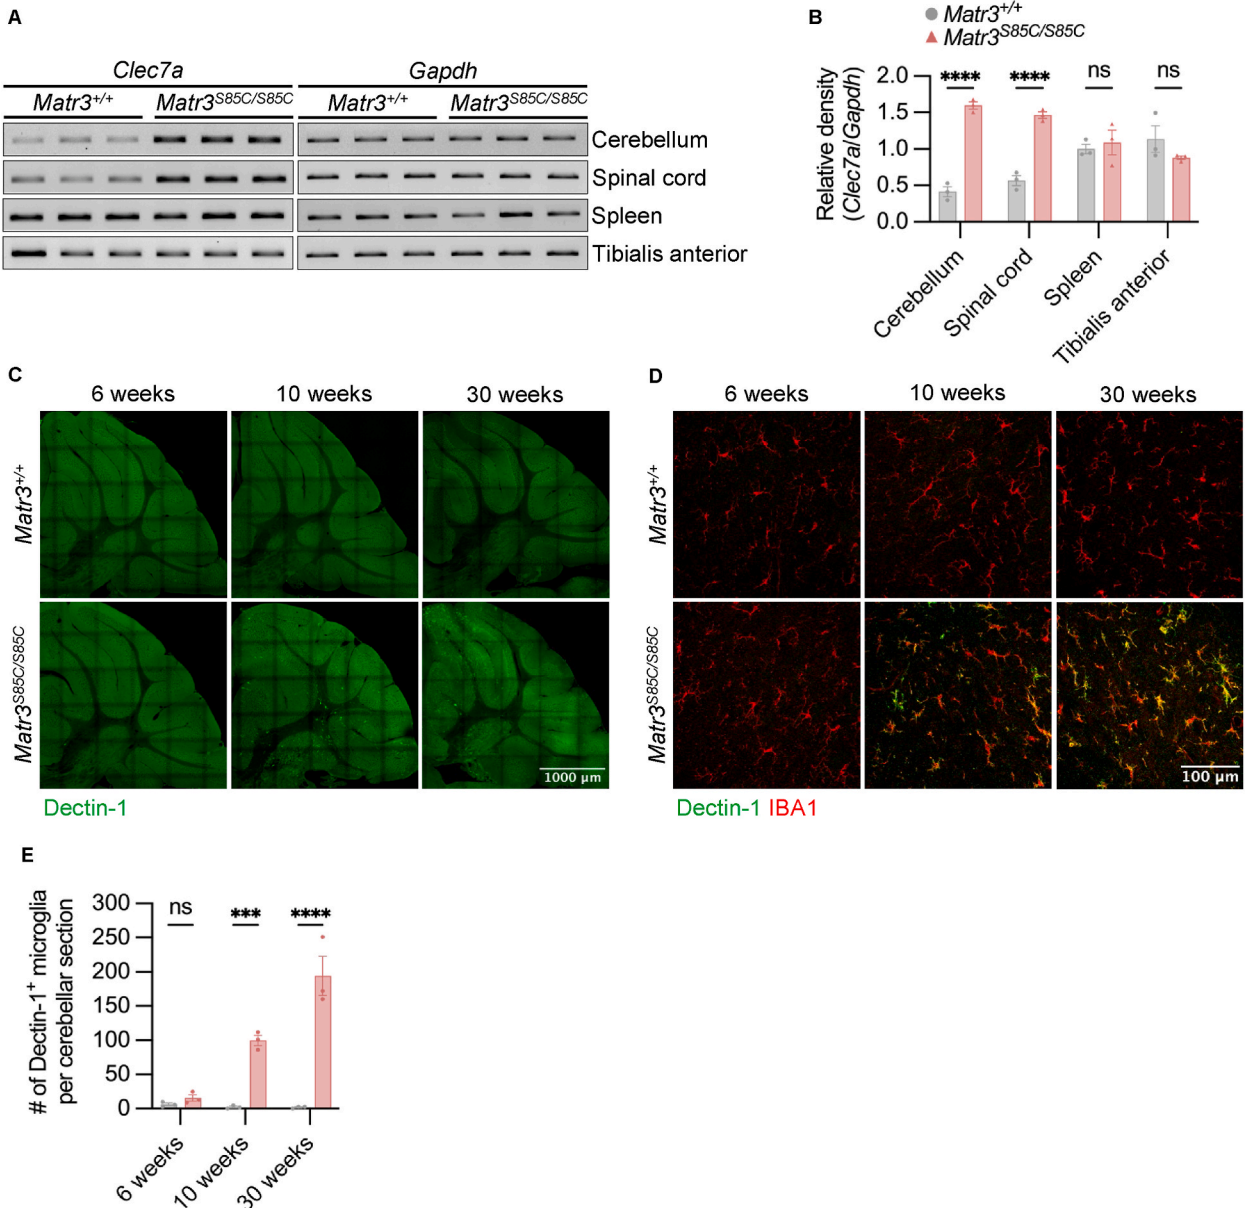 A
Clec7a
Gapdh
Matr3+/+
Matr3S85C/S85C
Matr3+/+
Matr3S85C/S85C
Cerebellum
Spinal cord
Spleen
Tibialis anterior
B
Matr3+/+
Matr3S85C/S85C
Relative density
(Clec7a/Gapdh)
2.0
1.5
1.0
0.5
0.0
**** **** ns ns
Cerebellum
Spinal cord
Spleen
Tibialis anterior
C
6 weeks
10 weeks
30 weeks
Matr3+/+
Matr3S85C/S85C
1000 µm
Dectin-1
D
6 weeks
10 weeks
30 weeks
Matr3+/+
Matr3S85C/S85C
100 µm
Dectin-1 IBA1
E
# of Dectin-1+ microglia
per cerebellar section
300
250
200
150
100
50
0
ns *** ****
6 weeks
10 weeks
30 weeks